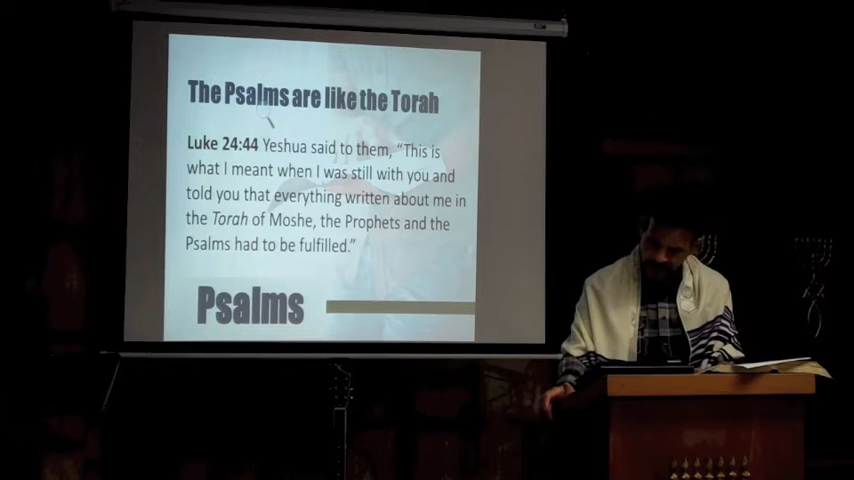 The Psalms are like the Torah
Luke 24:44 Yeshua said to them, “This is
what I meant when I was still with you and
told you that everything written about me in
the Torah of Moshe, the Prophets and the
Psalms had to be fulfilled.”
Psalms